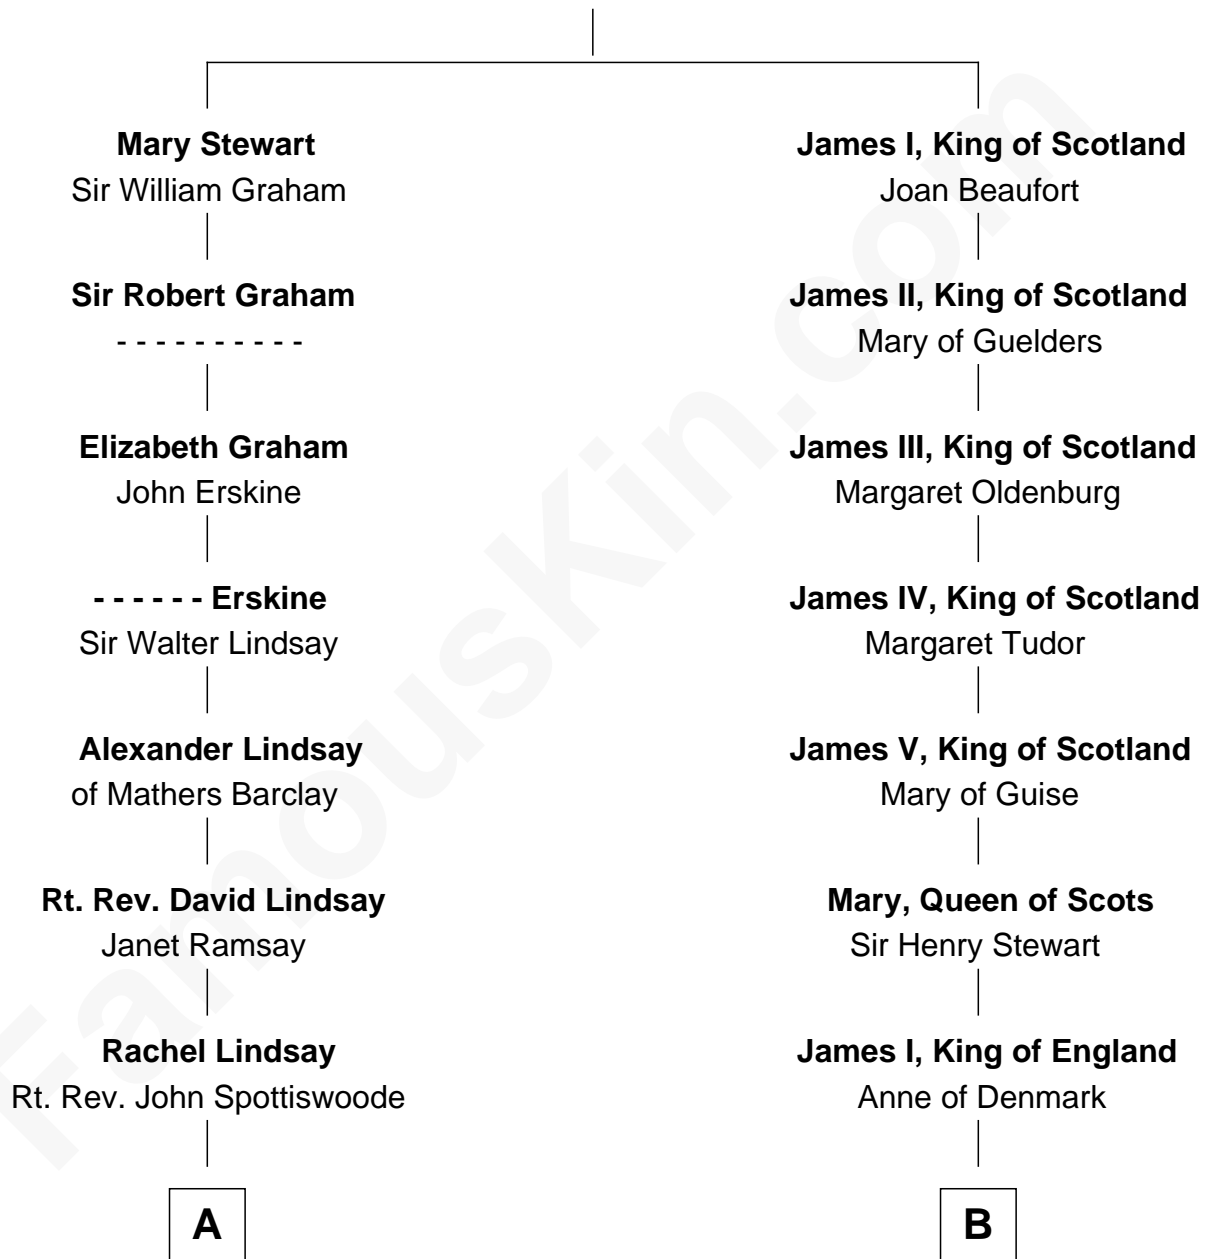 Mary Stewart
Sir William Graham
Sir Robert Graham
- - - - - - - - - -
Elizabeth Graham
John Erskine
- - - - - - Erskine
Sir Walter Lindsay
Alexander Lindsay
of Mathers Barclay
Rt. Rev. David Lindsay
Janet Ramsay
Rachel Lindsay
Rt. Rev. John Spottiswoode
A
James I, King of Scotland
Joan Beaufort
James II, King of Scotland
Mary of Guelders
James III, King of Scotland
Margaret Oldenburg
James IV, King of Scotland
Margaret Tudor
James V, King of Scotland
Mary of Guise
Mary, Queen of Scots
Sir Henry Stewart
James I, King of England
Anne of Denmark
B
FamousKin.com